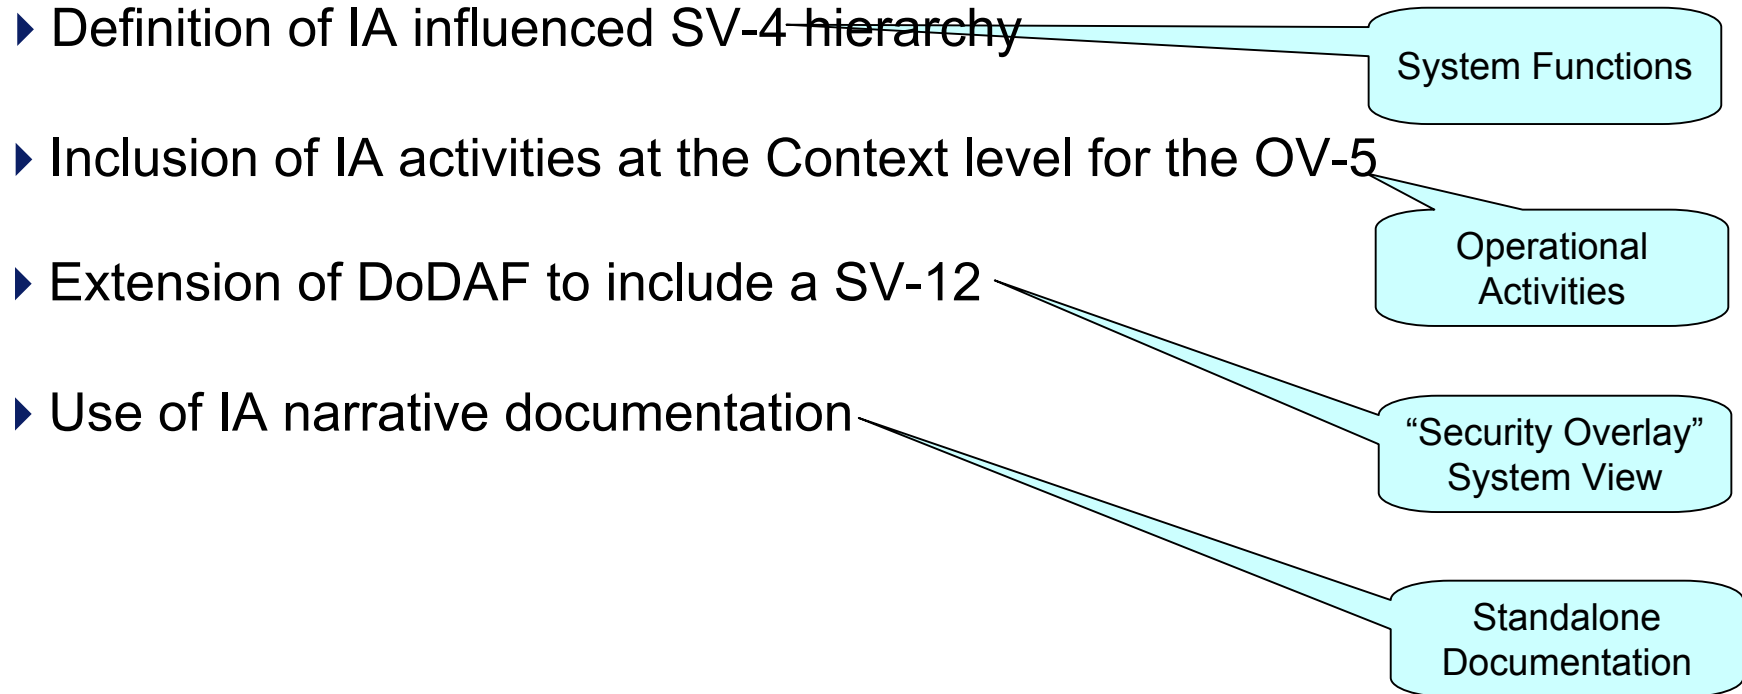 Definition of IA influenced SV-4 hierarchy
System Functions
Inclusion of IA activities at the Context level for the OV-5
Operational
Activities
Extension of DoDAF to include a SV-12
“Security Overlay”
System View
Use of IA narrative documentation
Standalone
Documentation